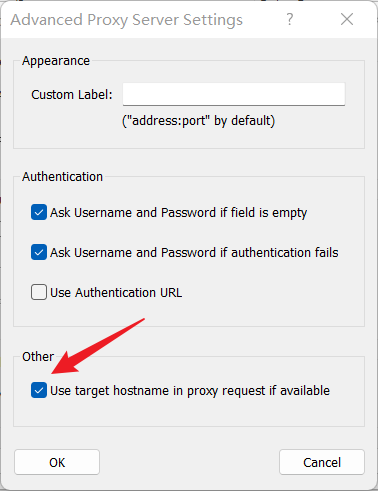 Advanced Proxy Server Settings ?
Appearance
Custom Label:
("address:port" by default)
Authentication
Ask Username and Password if field is empty
Ask Username and Password if authentication fails
Use Authentication URL
Other
Use target hostname in proxy request if available
OK Cancel